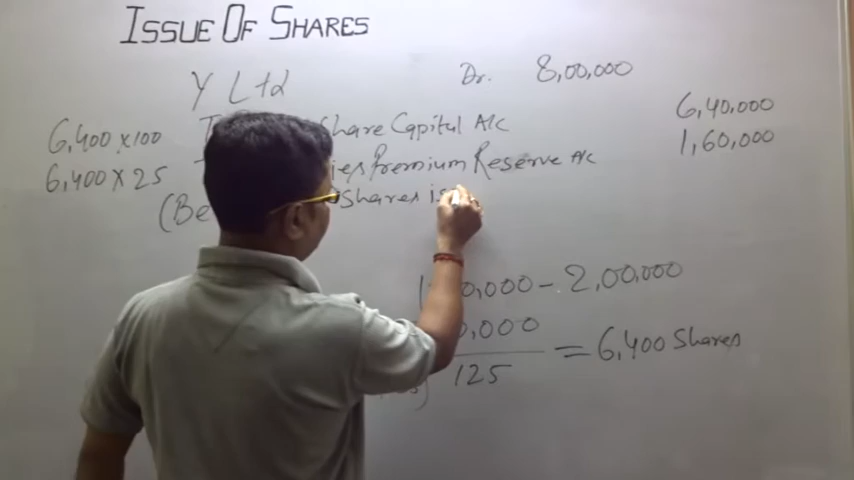 ISSUE OF SHARES
Y Ltd Dr. 8,00,000
6,400 x 100 Share Capital A/c 6,40,000
6,400 x 25 Premium Reserve A/c 1,60,000
(Be Shares is
0,000 - 2,00,000
0,000
125 = 6,400 Shares